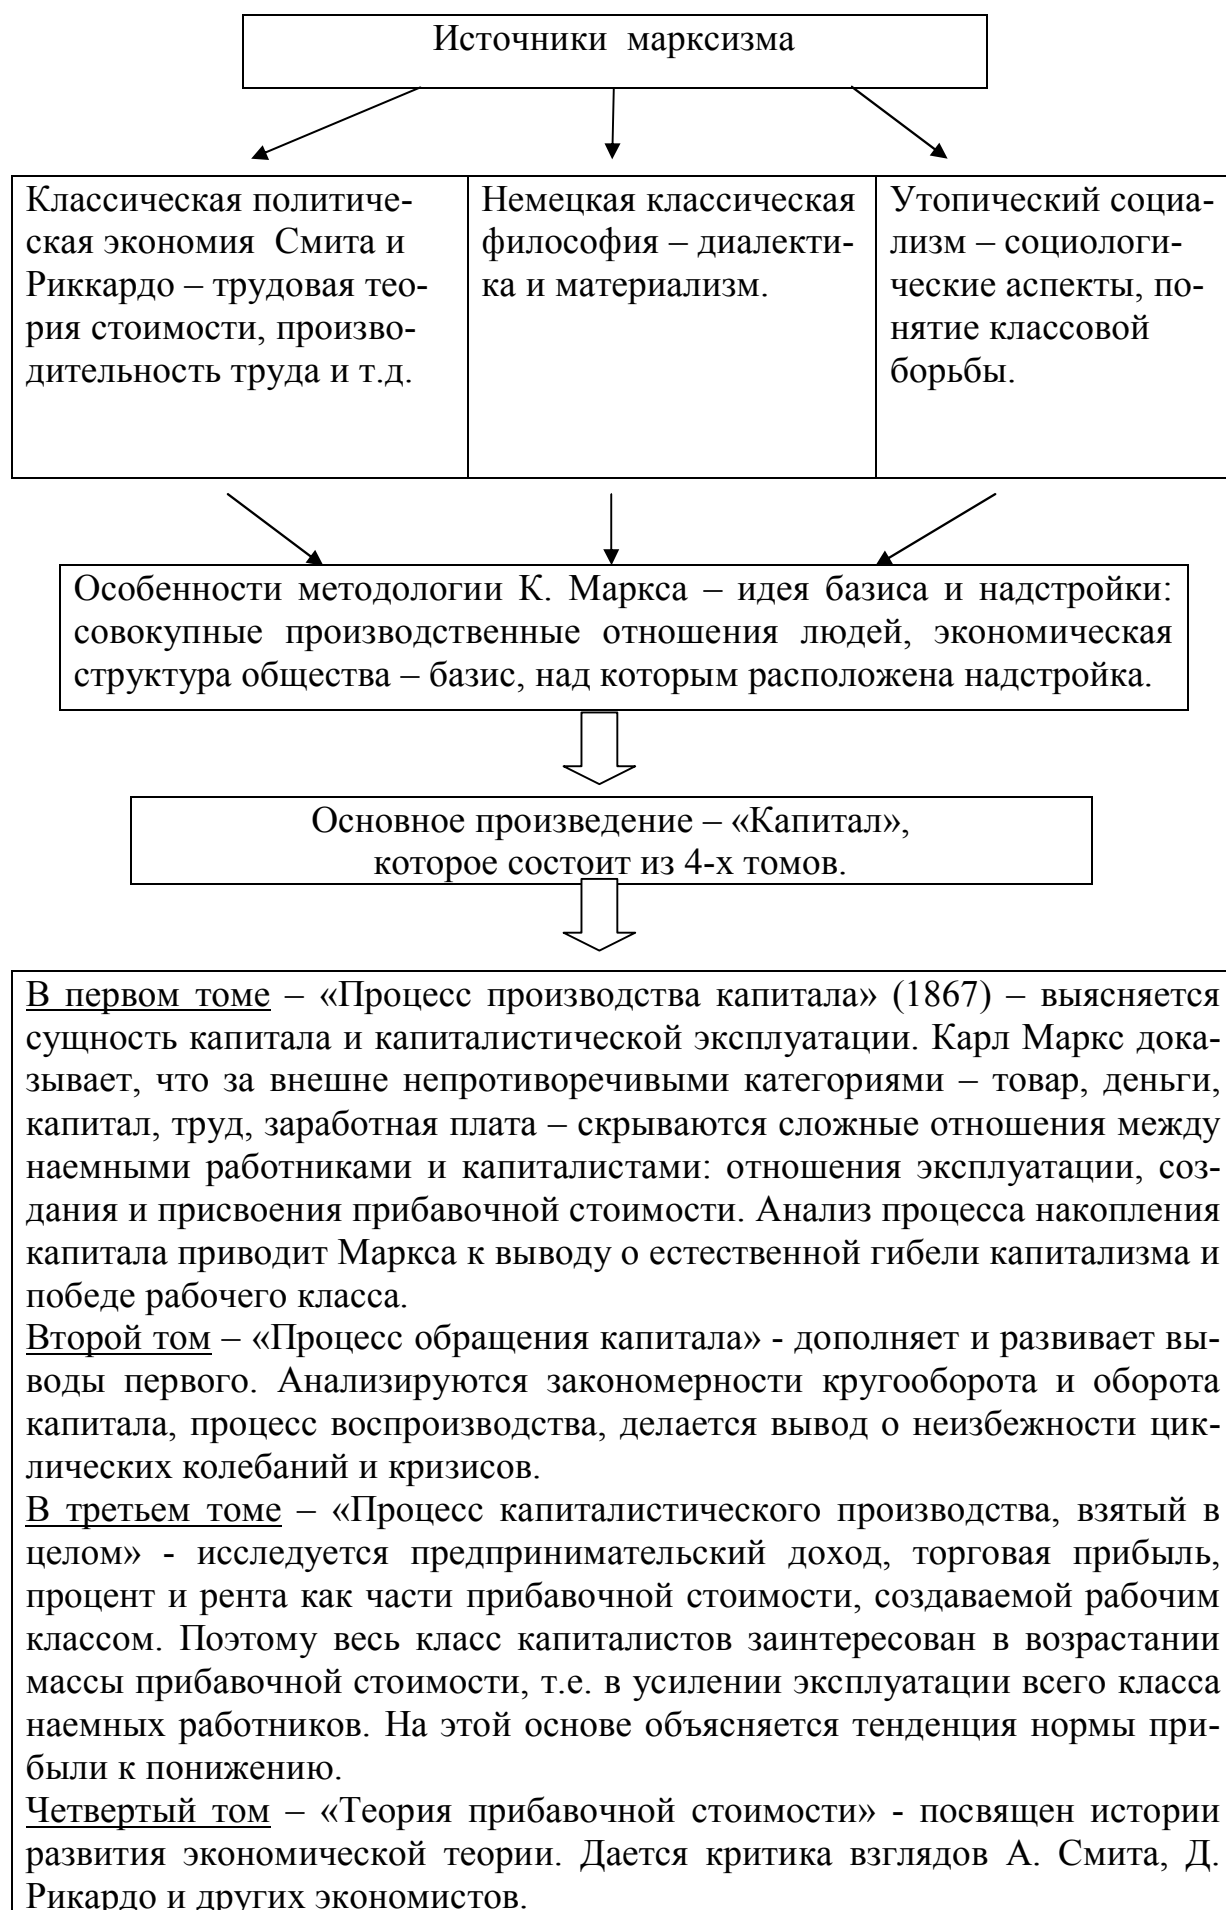 Источники марксизма
Классическая политиче-
ская экономия Смита и
Риккардо – трудовая тео-
рия стоимости, произво-
дительность труда и т.д.
Немецкая классическая
философия – диалекти-
ка и материализм.
Утопический социа-
лизм – социологи-
ческие аспекты, по-
нятие классовой
борьбы.
Особенности методологии К. Маркса – идея базиса и надстройки:
совокупные производственные отношения людей, экономическая
структура общества – базис, над которым расположена надстройка.
Основное произведение – «Капитал»,
которое состоит из 4-х томов.
В первом томе – «Процесс производства капитала» (1867) – выясняется
сущность капитала и капиталистической эксплуатации. Карл Маркс дока-
зывает, что за внешне непротиворечивыми категориями – товар, деньги,
капитал, труд, заработная плата – скрываются сложные отношения между
наемными работниками и капиталистами: отношения эксплуатации, соз-
дания и присвоения прибавочной стоимости. Анализ процесса накопления
капитала приводит Маркса к выводу о естественной гибели капитализма и
победе рабочего класса.
Второй том – «Процесс обращения капитала» - дополняет и развивает вы-
воды первого. Анализируются закономерности кругооборота и оборота
капитала, процесс воспроизводства, делается вывод о неизбежности цик-
лических колебаний и кризисов.
В третьем томе – «Процесс капиталистического производства, взятый в
целом» - исследуется предпринимательский доход, торговая прибыль,
процент и рента как части прибавочной стоимости, создаваемой рабочим
классом. Поэтому весь класс капиталистов заинтересован в возрастании
массы прибавочной стоимости, т.е. в усилении эксплуатации всего класса
наемных работников. На этой основе объясняется тенденция нормы при-
были к понижению.
Четвертый том – «Теория прибавочной стоимости» - посвящен истории
развития экономической теории. Дается критика взглядов А. Смита, Д.
Рикардо и других экономистов.